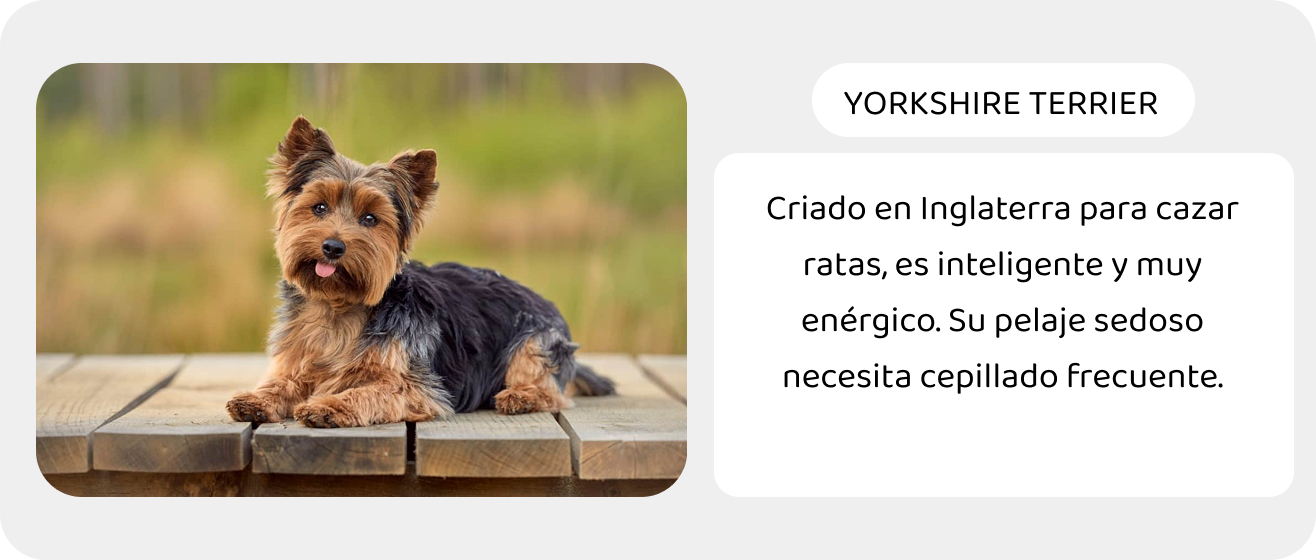 YORKSHIRE TERRIER
Criado en Inglaterra para cazar
ratas, es inteligente y muy
enérgico. Su pelaje sedoso
necesita cepillado frecuente.